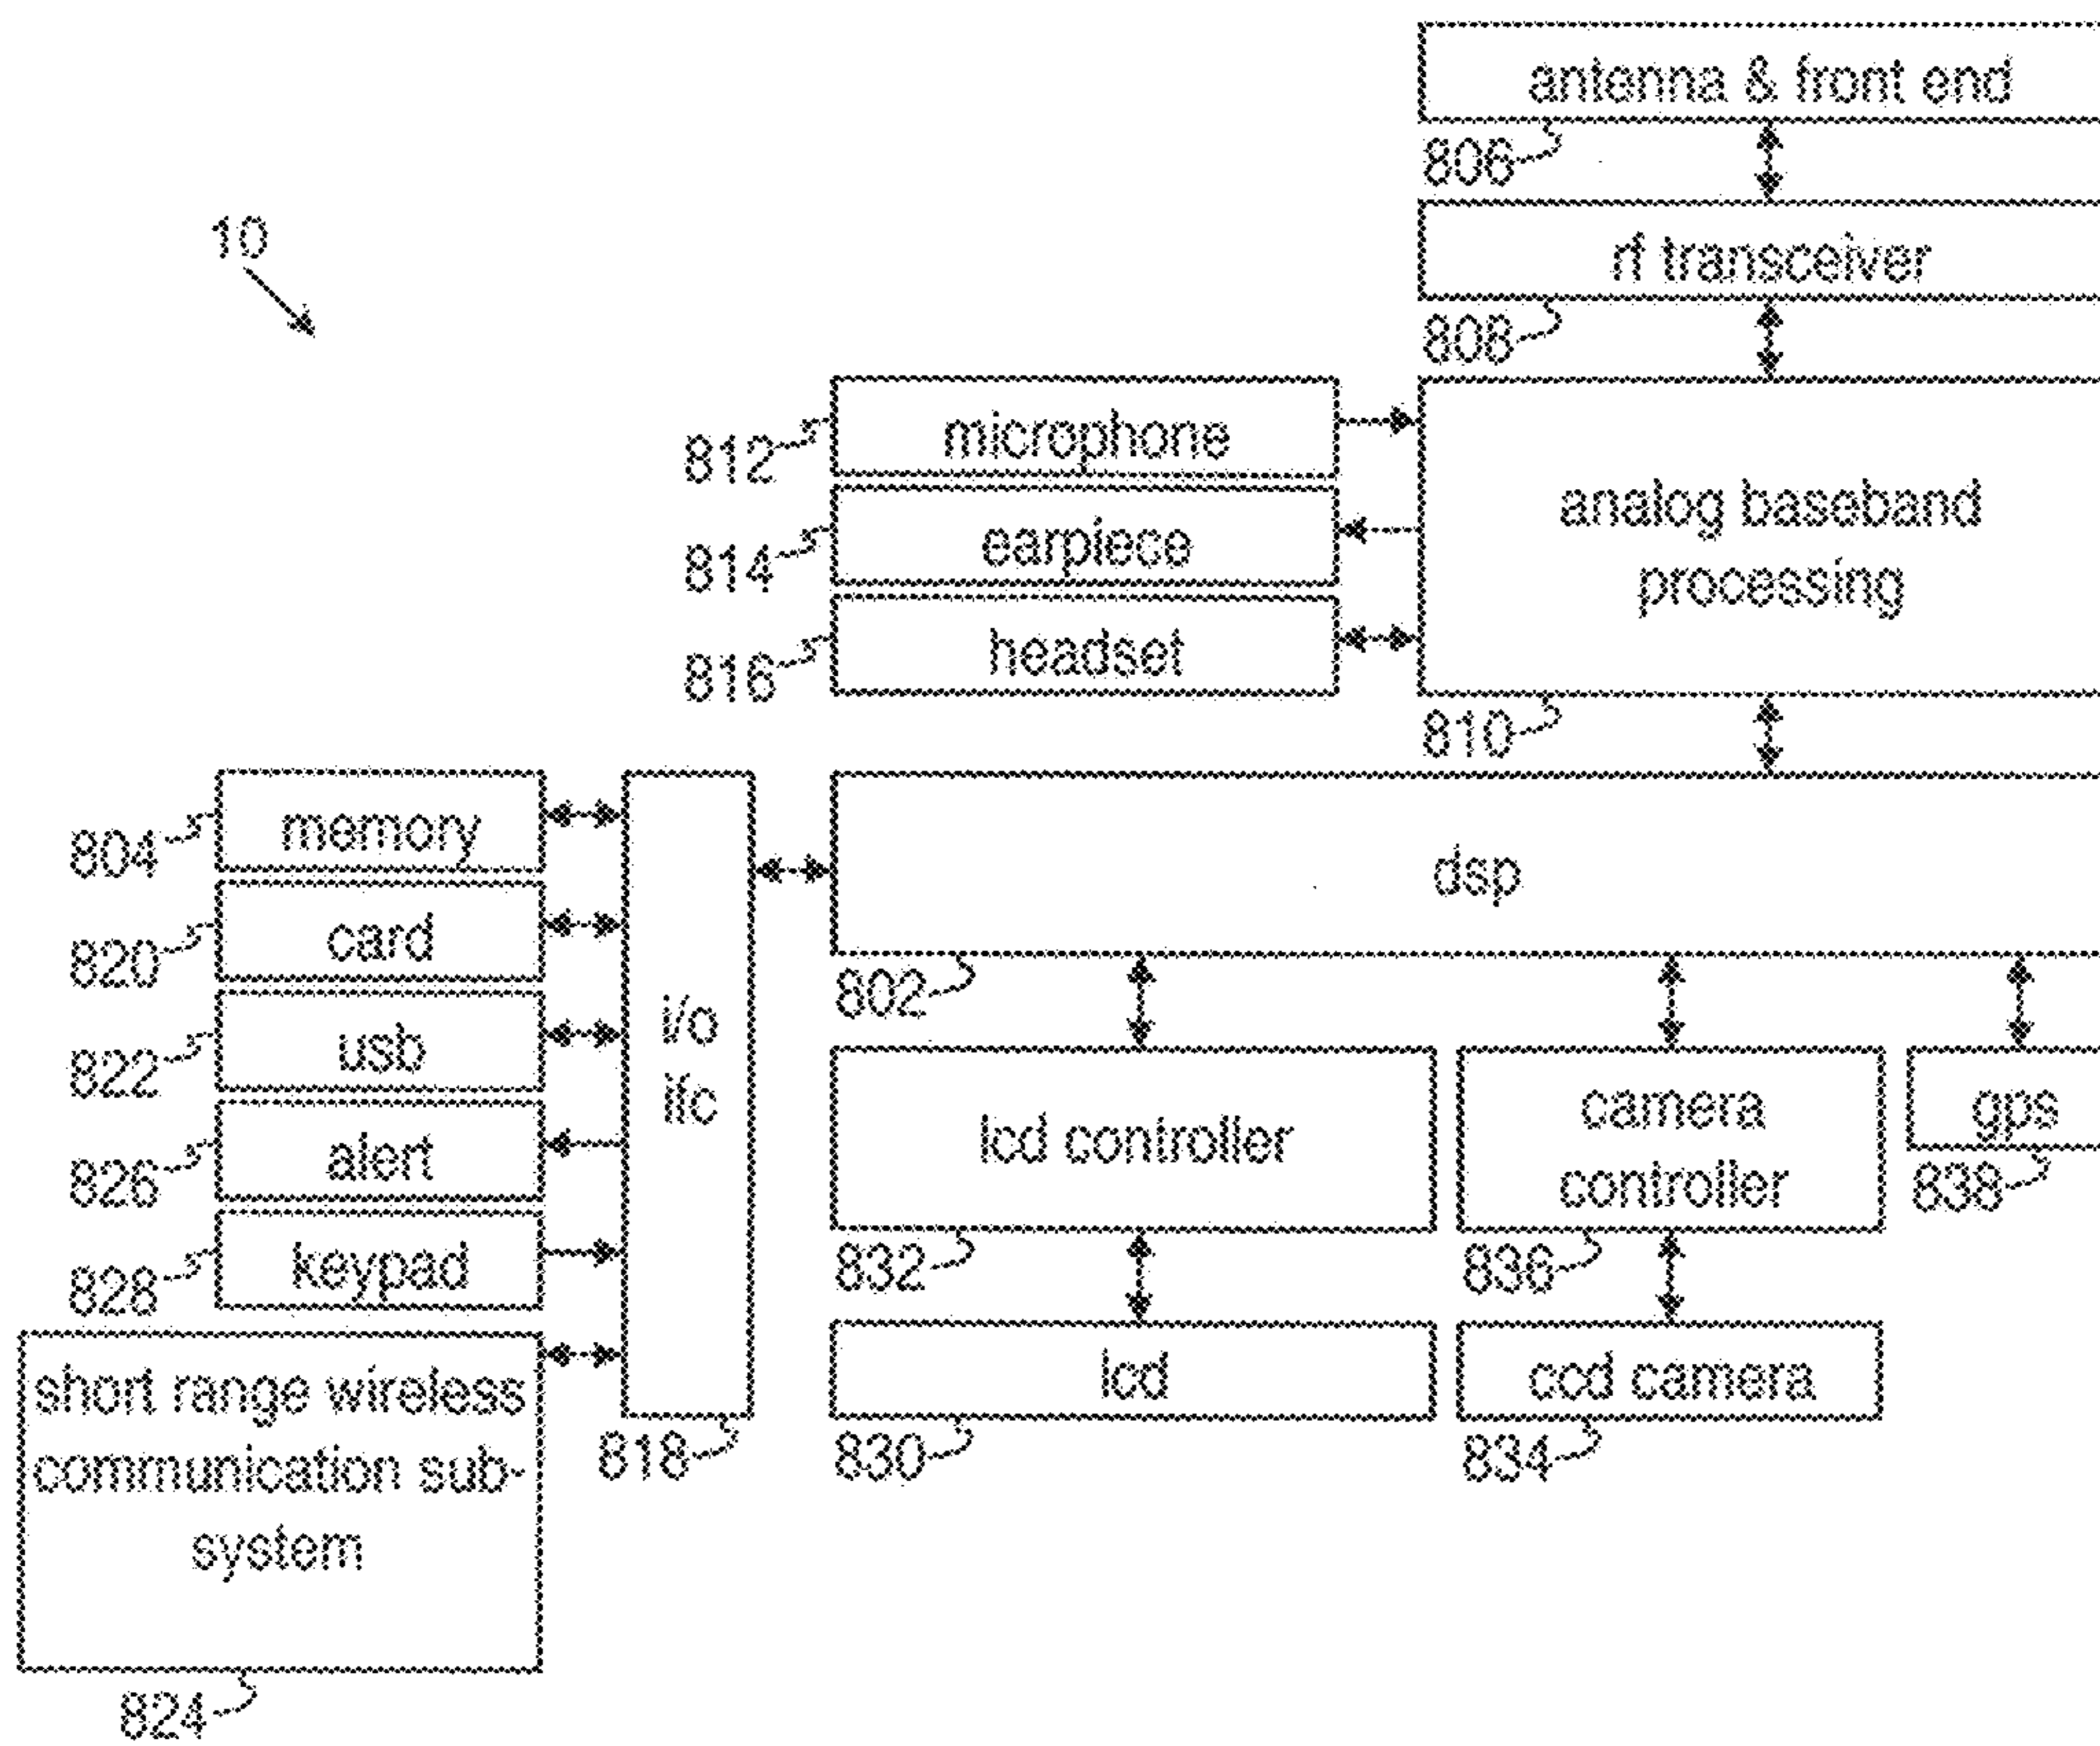 antenna & front end
806
10
rf transceiver
808
microphone
812
analog baseband
processing
earpiece
814
headset
816
810
memory
804
dsp
card
820
802
i/o
ifc
usb
822
lcd controller
camera
controller
gps
838
alert
826
keypad
828
832
836
short range wireless
communication sub-
system
lcd
ccd camera
818
830
834
824